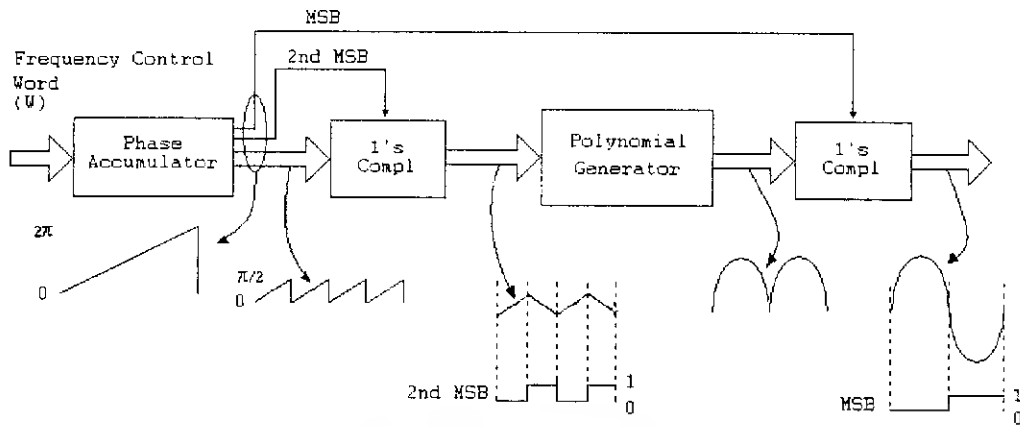 MSB
2nd MSB
Frequency Control
Word
(W)
Phase
Accumulator
1's
Compl
Polynomial
Generator
1's
Compl
2π
0
π/2
0
2nd MSB
1
0
MSB
1
0